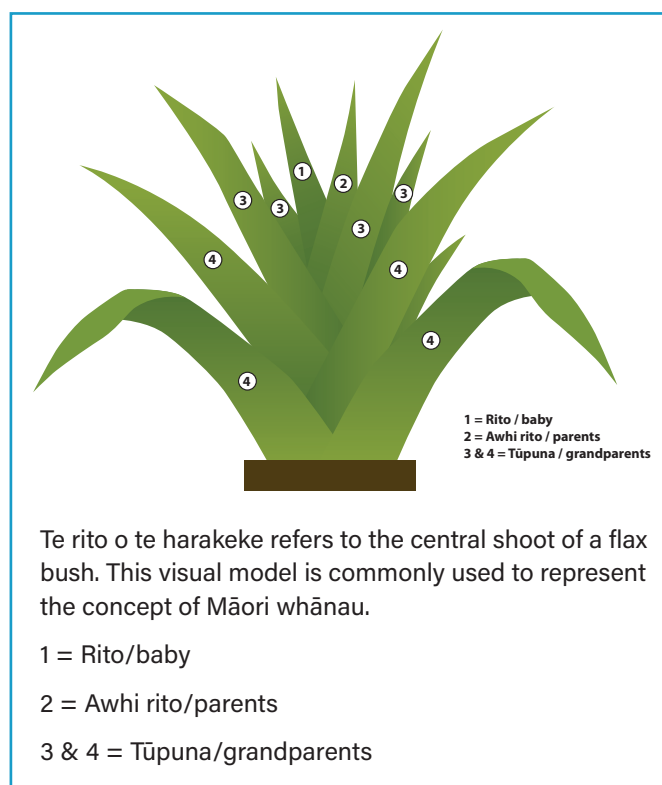 1
2
3
3
3
3
4
4
4
4
1 = Rito / baby
2 = Awhi rito / parents
3 & 4 = Tūpuna / grandparents
Te rito o te harakeke refers to the central shoot of a flax
bush. This visual model is commonly used to represent
the concept of Māori whānau.
1 = Rito/baby
2 = Awhi rito/parents
3 & 4 = Tūpuna/grandparents